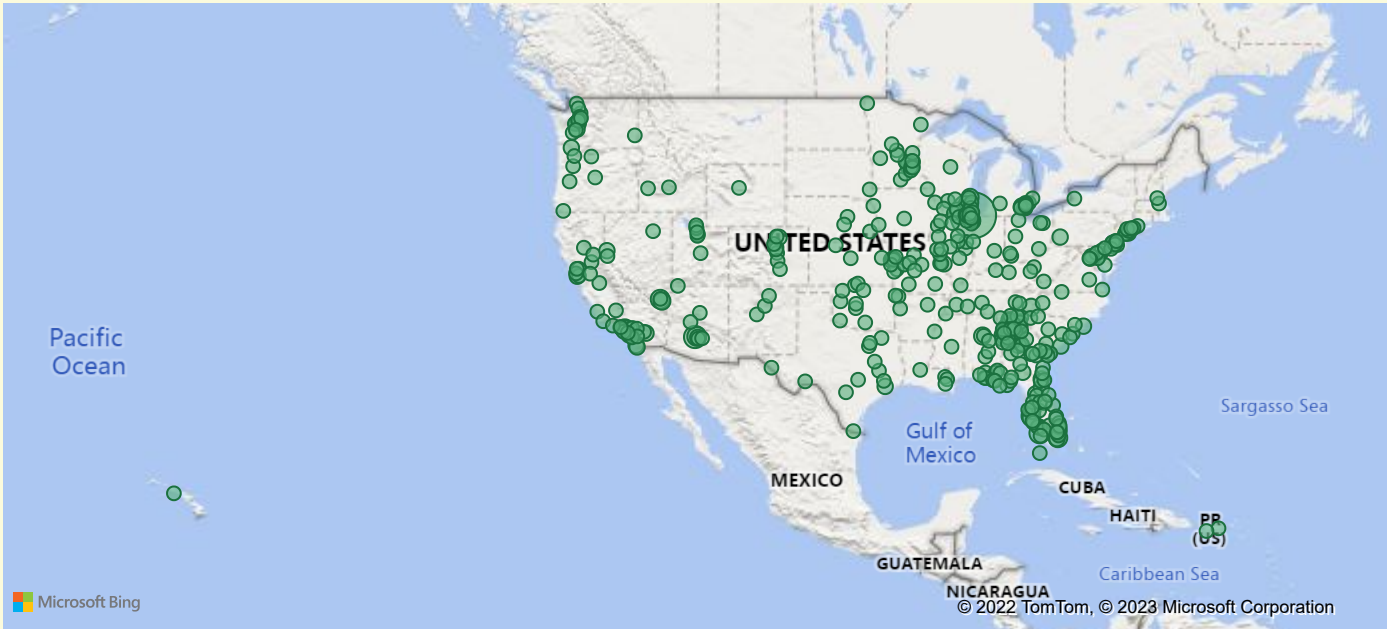 UNITED STATES
Pacific
Ocean
Sargasso Sea
Gulf of
Mexico
MEXICO
CUBA
HAITI
PR
(US)
GUATEMALA
Caribbean Sea
NICARAGUA
Microsoft Bing
© 2022 TomTom, © 2023 Microsoft Corporation